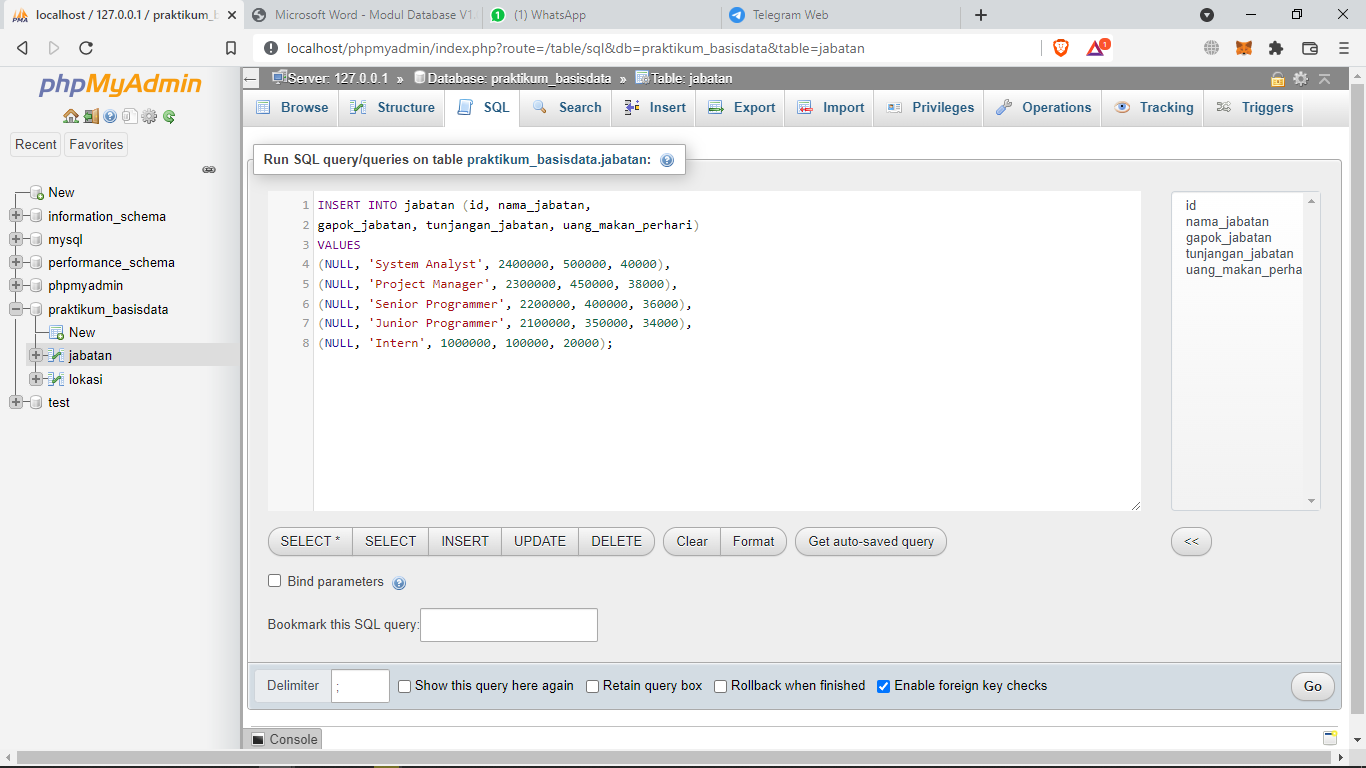 localhost / 127.0.0.1 / praktikum_b
Microsoft Word - Modul Database V1.
(1) WhatsApp
Telegram Web
localhost/phpmyadmin/index.php?route=/table/sql&db=praktikum_basisdata&table=jabatan
1
phpMyAdmin
Recent
Favorites
New
information_schema
mysql
performance_schema
phpmyadmin
praktikum_basisdata
New
jabatan
lokasi
test
Server: 127.0.0.1 » Database: praktikum_basisdata » Table: jabatan
Browse
Structure
SQL
Search
Insert
Export
Import
Privileges
Operations
Tracking
Triggers
Run SQL query/queries on table praktikum_basisdata.jabatan:
1 INSERT INTO jabatan (id, nama_jabatan,
2 gapok_jabatan, tunjangan_jabatan, uang_makan_perhari)
3 VALUES
4 (NULL, 'System Analyst', 2400000, 500000, 40000),
5 (NULL, 'Project Manager', 2300000, 450000, 38000),
6 (NULL, 'Senior Programmer', 2200000, 400000, 36000),
7 (NULL, 'Junior Programmer', 2100000, 350000, 34000),
8 (NULL, 'Intern', 1000000, 100000, 20000);
id
nama_jabatan
gapok_jabatan
tunjangan_jabatan
uang_makan_perha
SELECT *
SELECT
INSERT
UPDATE
DELETE
Clear
Format
Get auto-saved query
<<
Bind parameters
Bookmark this SQL query:
Delimiter
;
Show this query here again
Retain query box
Rollback when finished
Enable foreign key checks
Go
Console